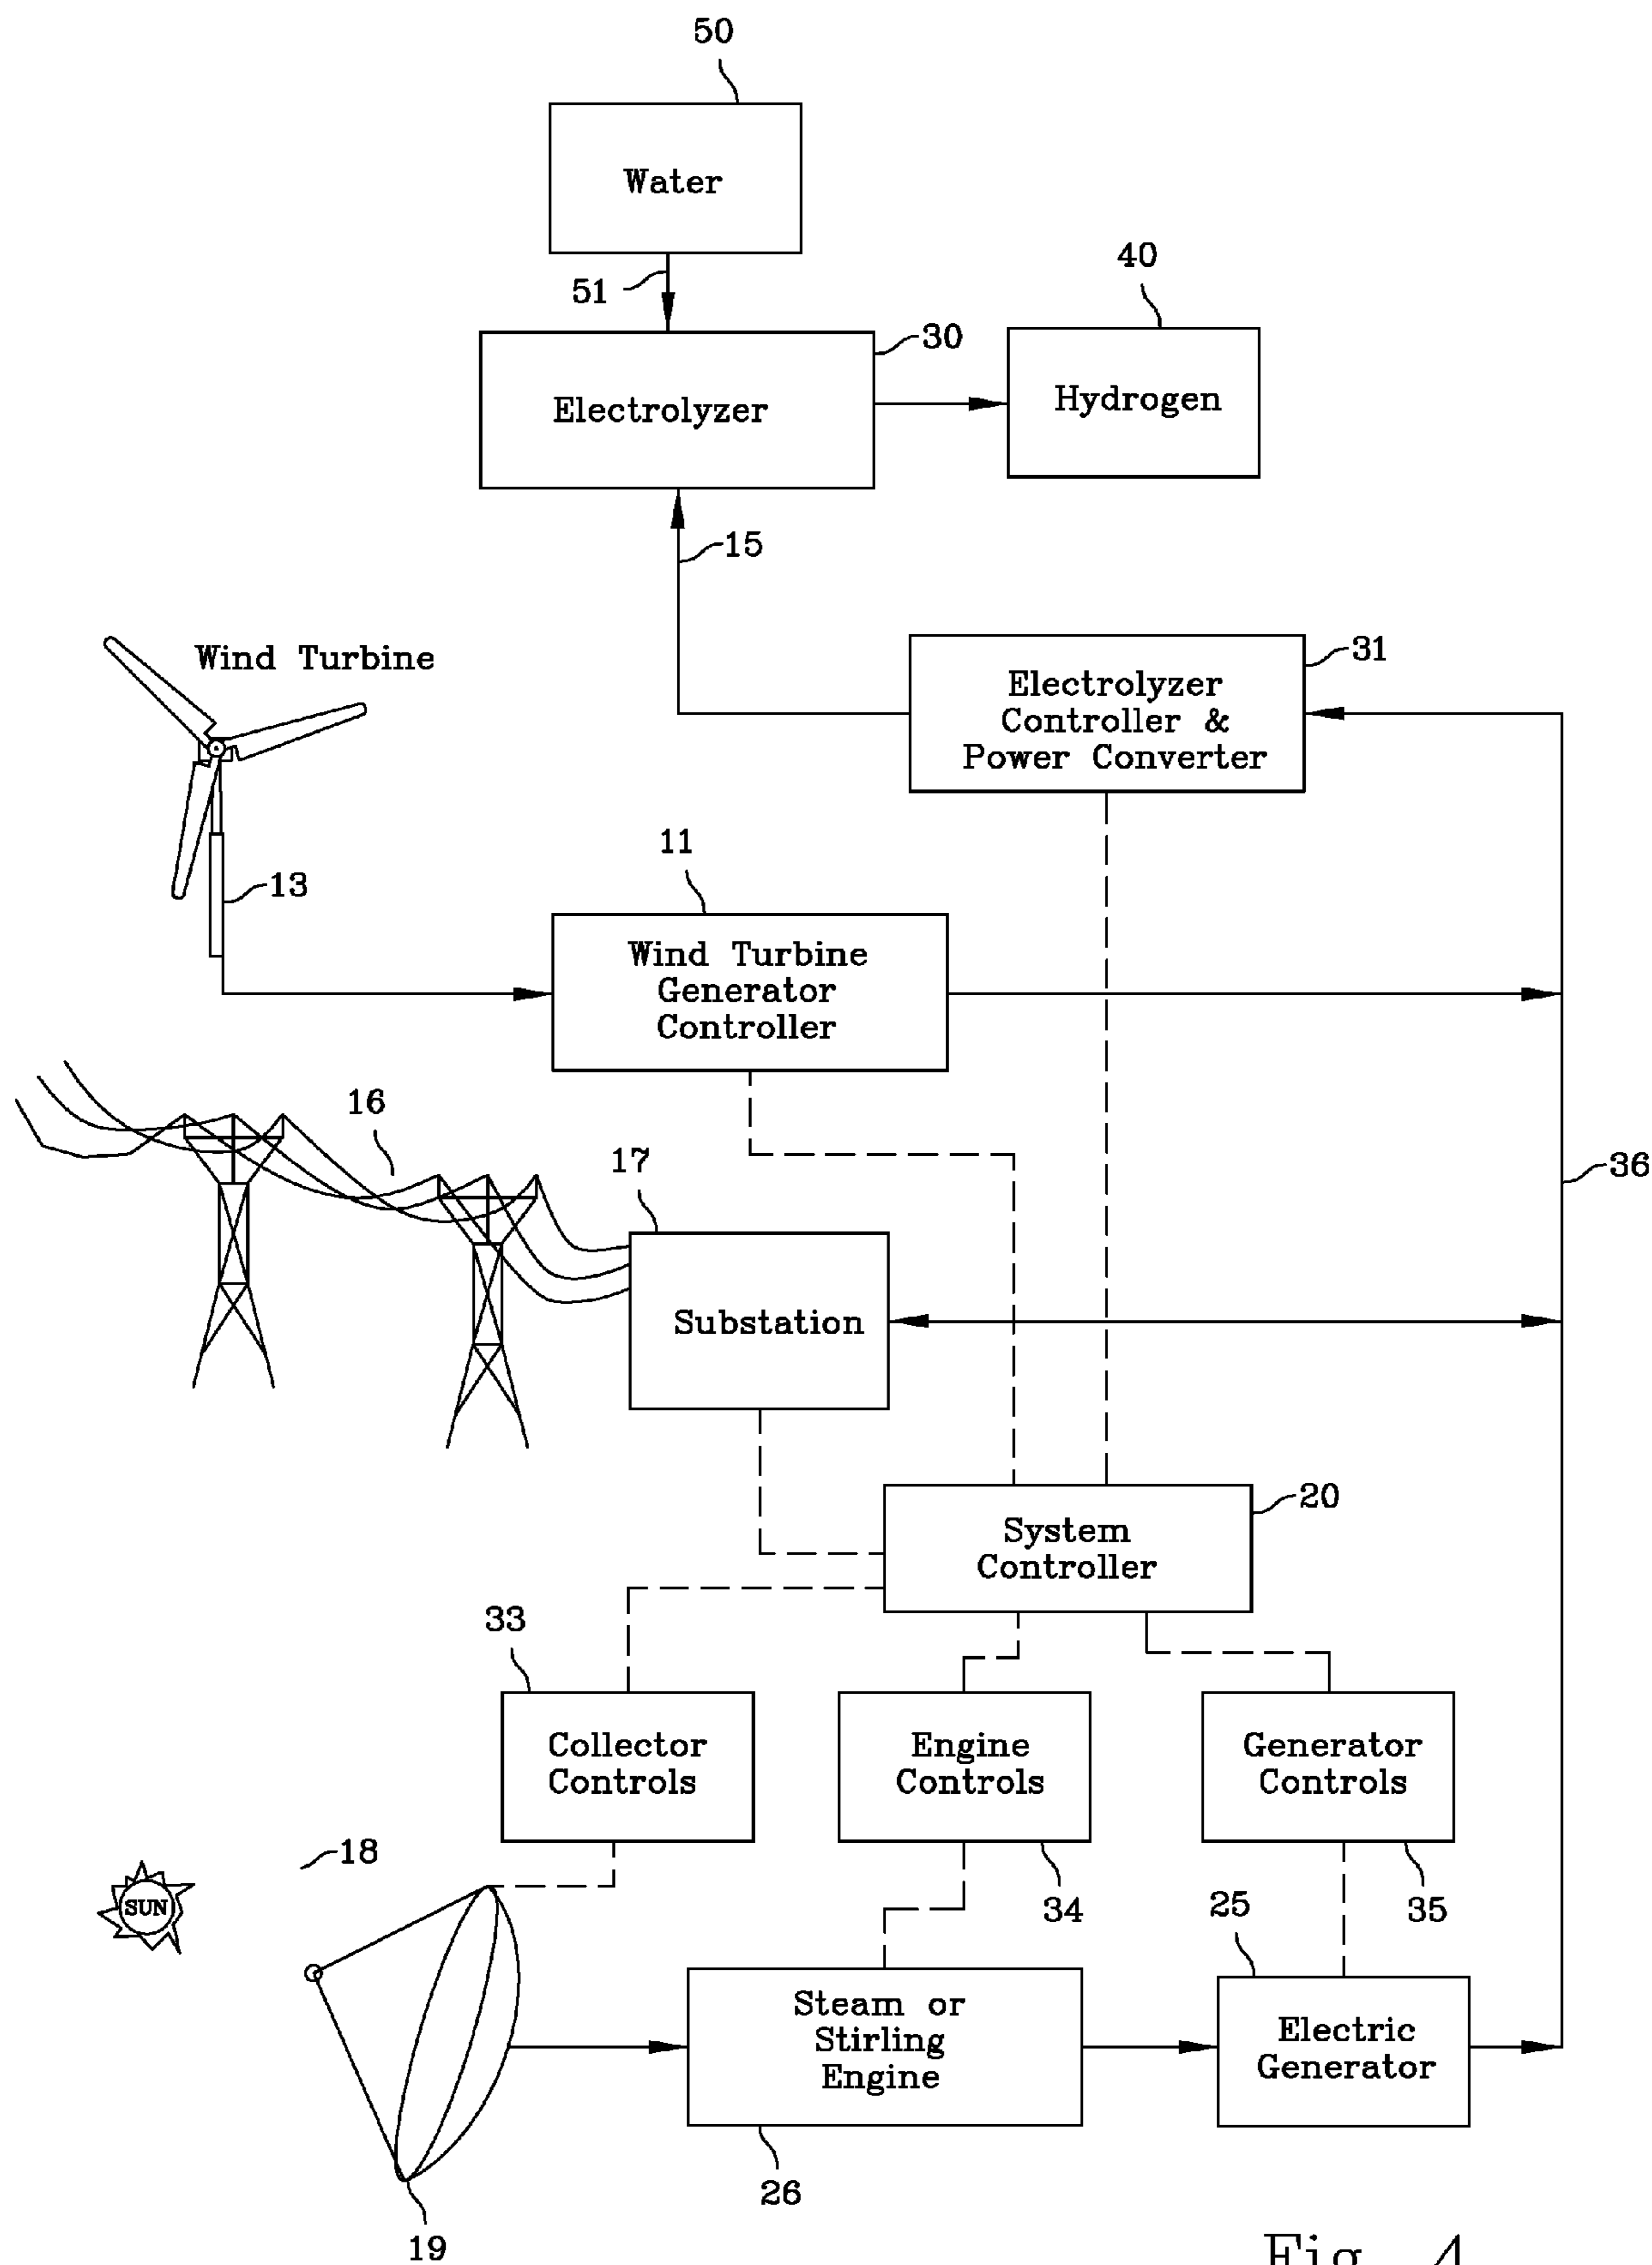 50
Water
51
40
30
Electrolyzer
Hydrogen
15
Wind Turbine
31
Electrolyzer
Controller &
Power Converter
11
13
Wind Turbine
Generator
Controller
16
17
36
Substation
20
System
Controller
33
Collector
Controls
Engine
Controls
Generator
Controls
18
SUN
34
25
35
Steam or
Stirling
Engine
Electric
Generator
26
19
Fig. 4